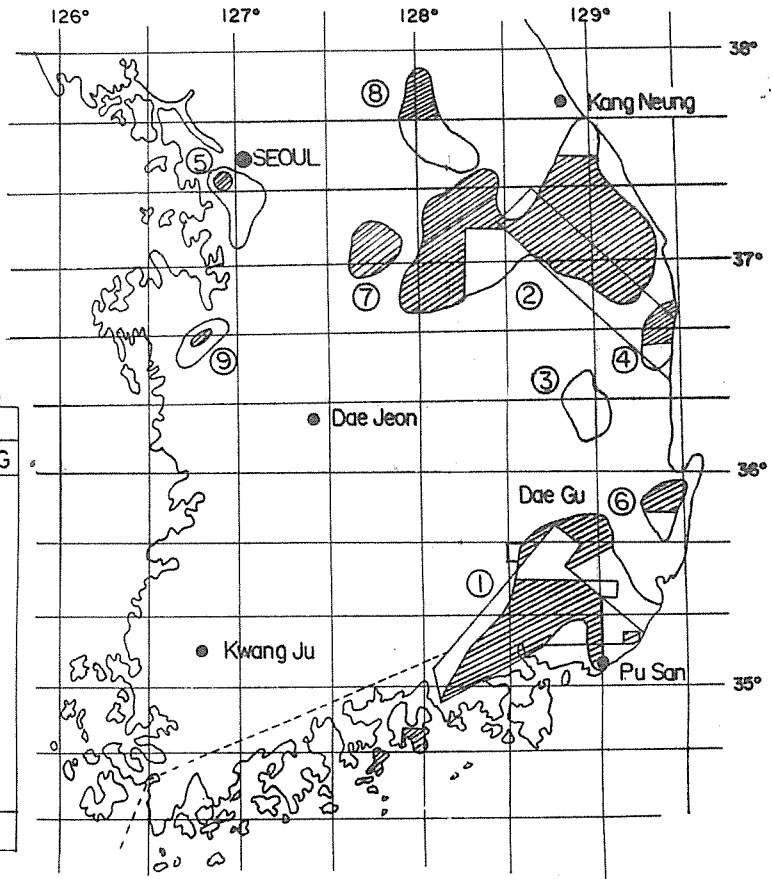 126° 127° 128° 129°
38°
⑧
Kang Neung
⑤
SEOUL
⑦
②
37°
⑨
④
③
Dae Jeon
G
36°
Dae Gu
⑥
①
Kwang Ju
Pu San
35°